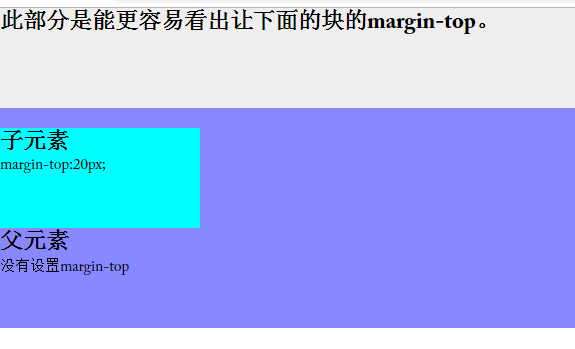 此部分是能更容易看出让下面的块的margin-top。
子元素
margin-top:20px;
父元素
没有设置margin-top